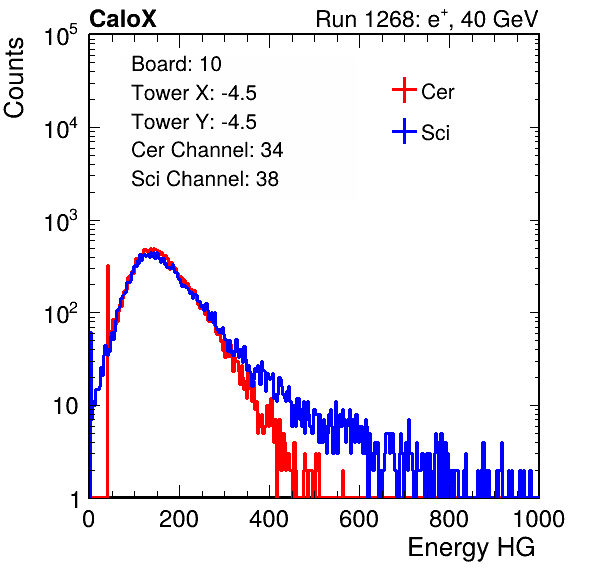 CaloX Run 1268: e⁺, 40 GeV
Counts
Board: 10
Tower X: -4.5
Tower Y: -4.5
Cer Channel: 34
Sci Channel: 38
Cer
Sci
10⁵
10⁴
10³
10²
10
1
0 200 400 600 800 1000
Energy HG